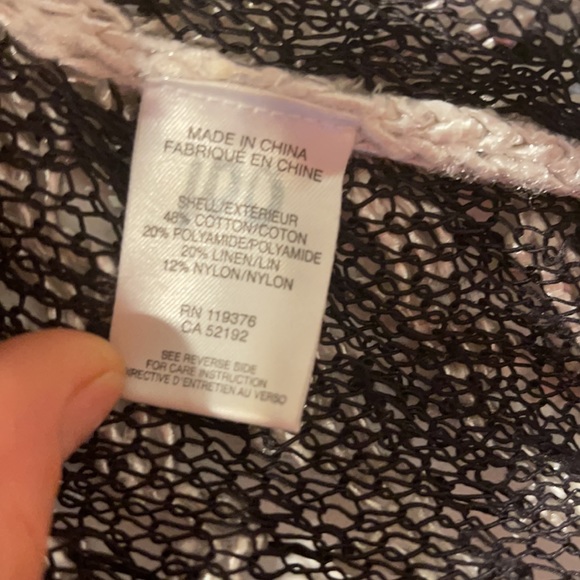 MADE IN CHINA
FABRIQUÉ EN CHINE
SHELL/EXTERIEUR
48% COTTON/COTON
20% POLYAMIDE/POLYAMIDE
20% LINEN/LIN
12% NYLON/NYLON
RN 119376
CA 52192
SEE REVERSE SIDE
FOR CARE INSTRUCTION
DIRECTIVE D'ENTRETIEN AU VERSO